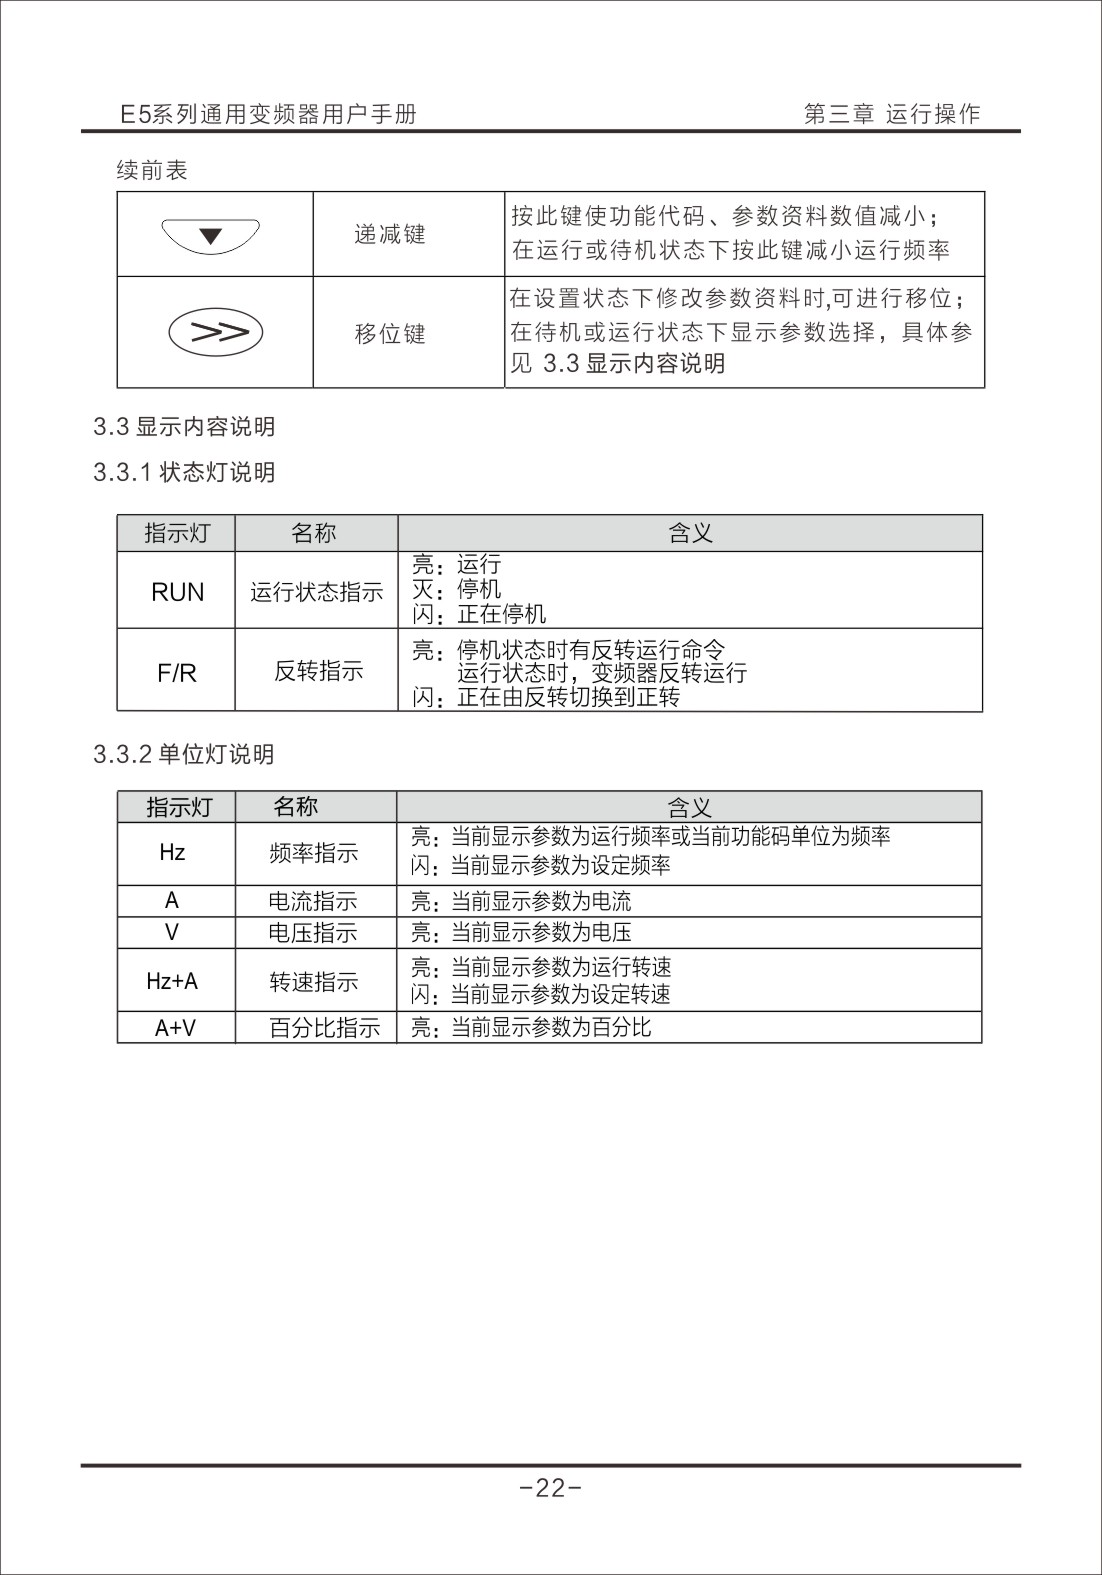 E5系列通用变频器用户手册 第三章 运行操作
续前表
递减键
按此键使功能代码、参数资料数值减小；
在运行或待机状态下按此键减小运行频率
移位键
在设置状态下修改参数资料时,可进行移位；
在待机或运行状态下显示参数选择，具体参
见 3.3 显示内容说明
3.3 显示内容说明
3.3.1 状态灯说明
指示灯 名称 含义
RUN 运行状态指示
亮：运行
灭：停机
闪：正在停机
F/R 反转指示
亮：停机状态时有反转运行命令
运行状态时，变频器反转运行
闪：正在由反转切换到正转
3.3.2 单位灯说明
指示灯 名称 含义
Hz 频率指示
亮：当前显示参数为运行频率或当前功能码单位为频率
闪：当前显示参数为设定频率
A 电流指示 亮：当前显示参数为电流
V 电压指示 亮：当前显示参数为电压
Hz+A 转速指示
亮：当前显示参数为运行转速
闪：当前显示参数为设定转速
A+V 百分比指示 亮：当前显示参数为百分比
-22-